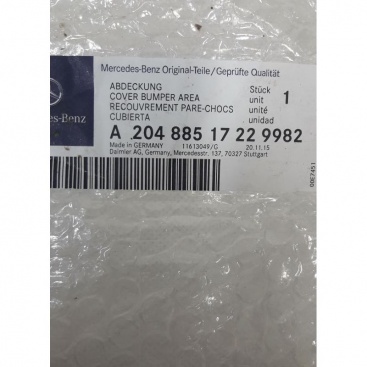 Mercedes-Benz Original-Teile/Geprüfte Qualität
ABDECKUNG
COVER BUMPER AREA
RECOUVREMENT PARE-CHOCS
CUBIERTA
Stück
unit
unité
unidad
1
des-Benz
A 204 885 17 22 9982
Made in GERMANY 11613049/G 20.11.15
Daimler AG, Germany, Mercedesstr. 137, 70327 Stuttgart